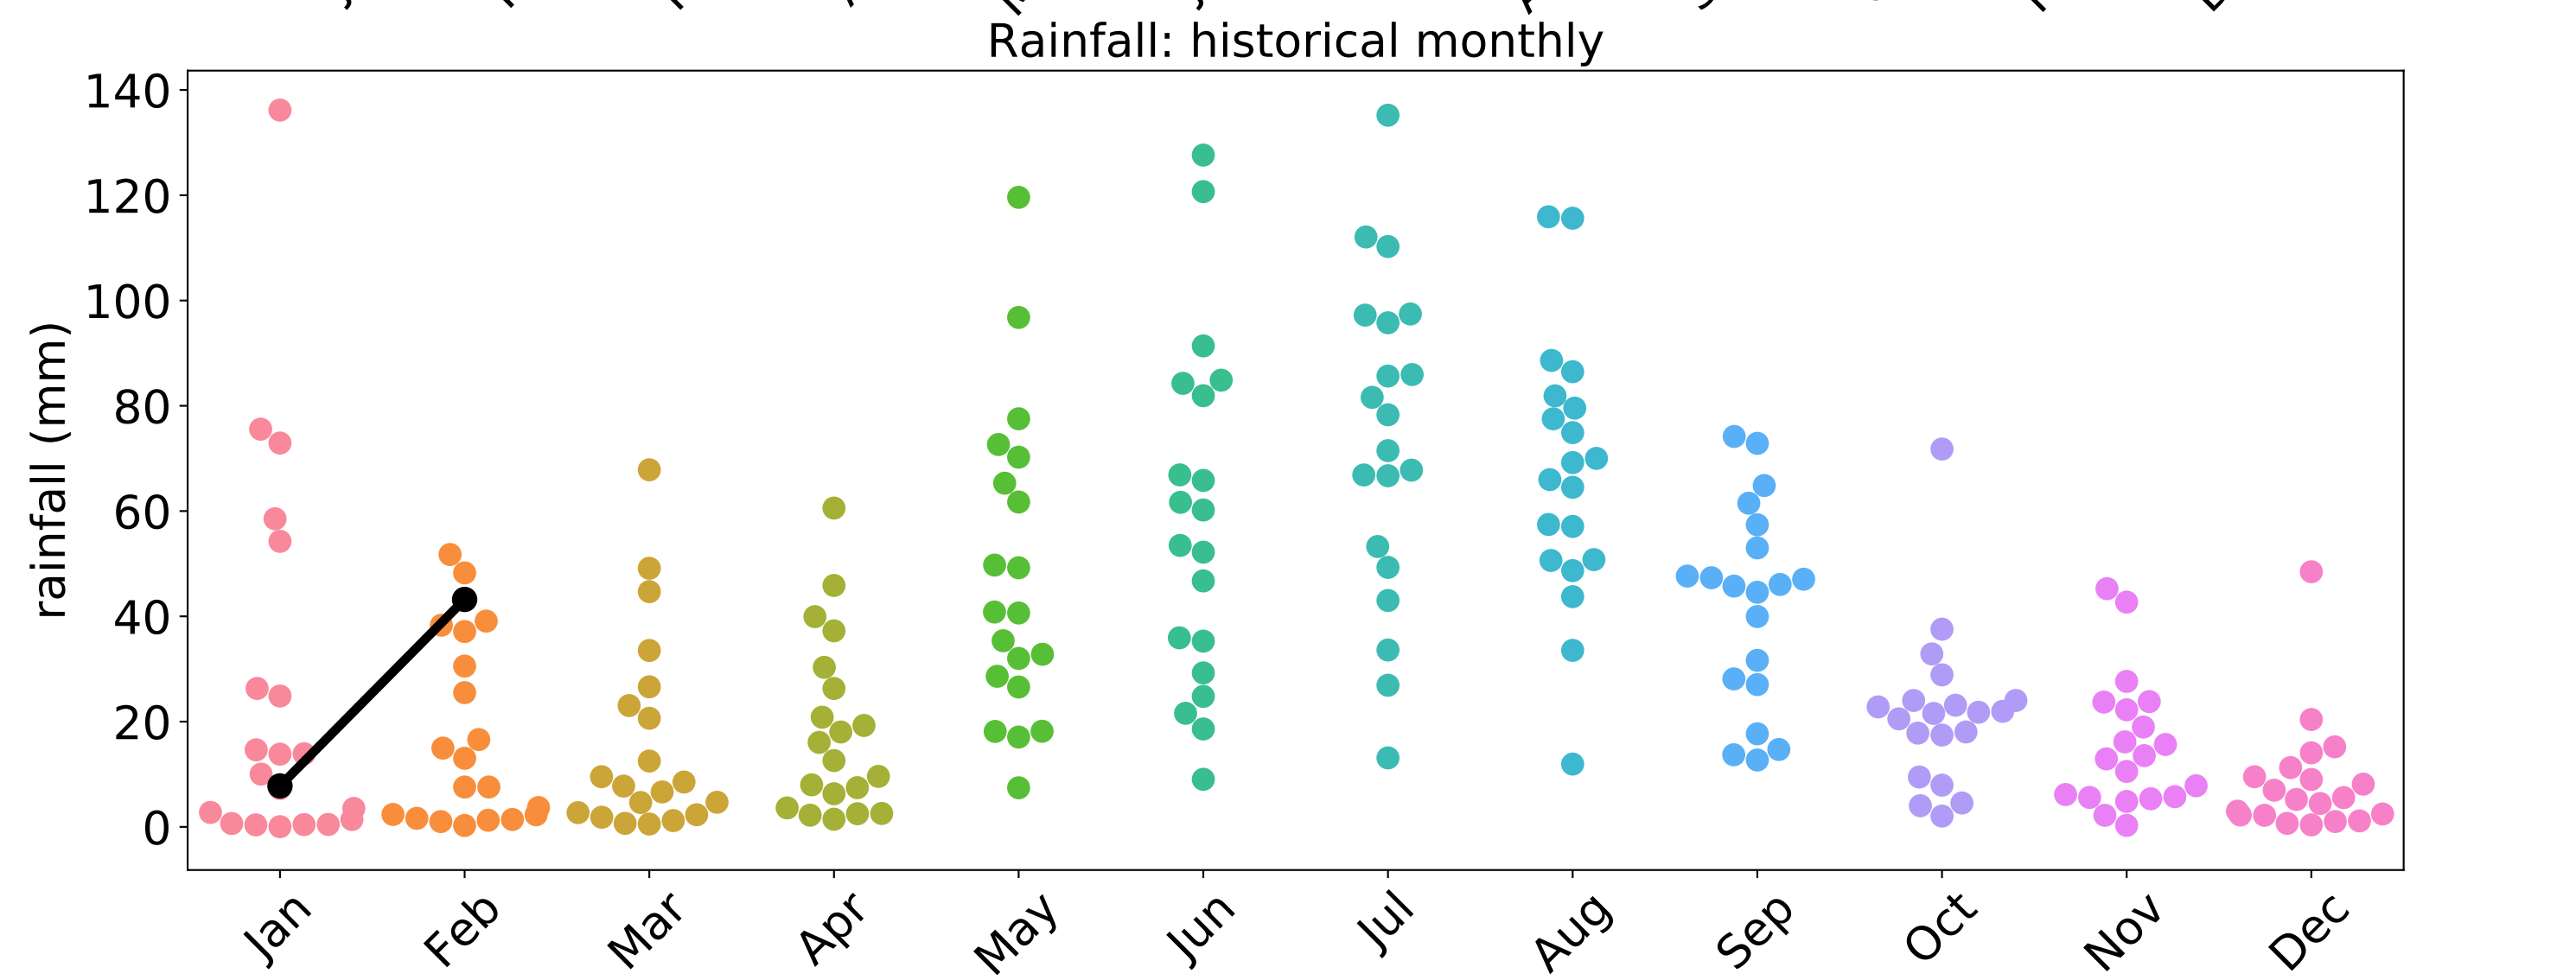 Rainfall: historical monthly
140
120
100
80
60
40
20
0
rainfall (mm)
Jan
Feb
Mar
Apr
May
Jun
Jul
Aug
Sep
Oct
Nov
Dec